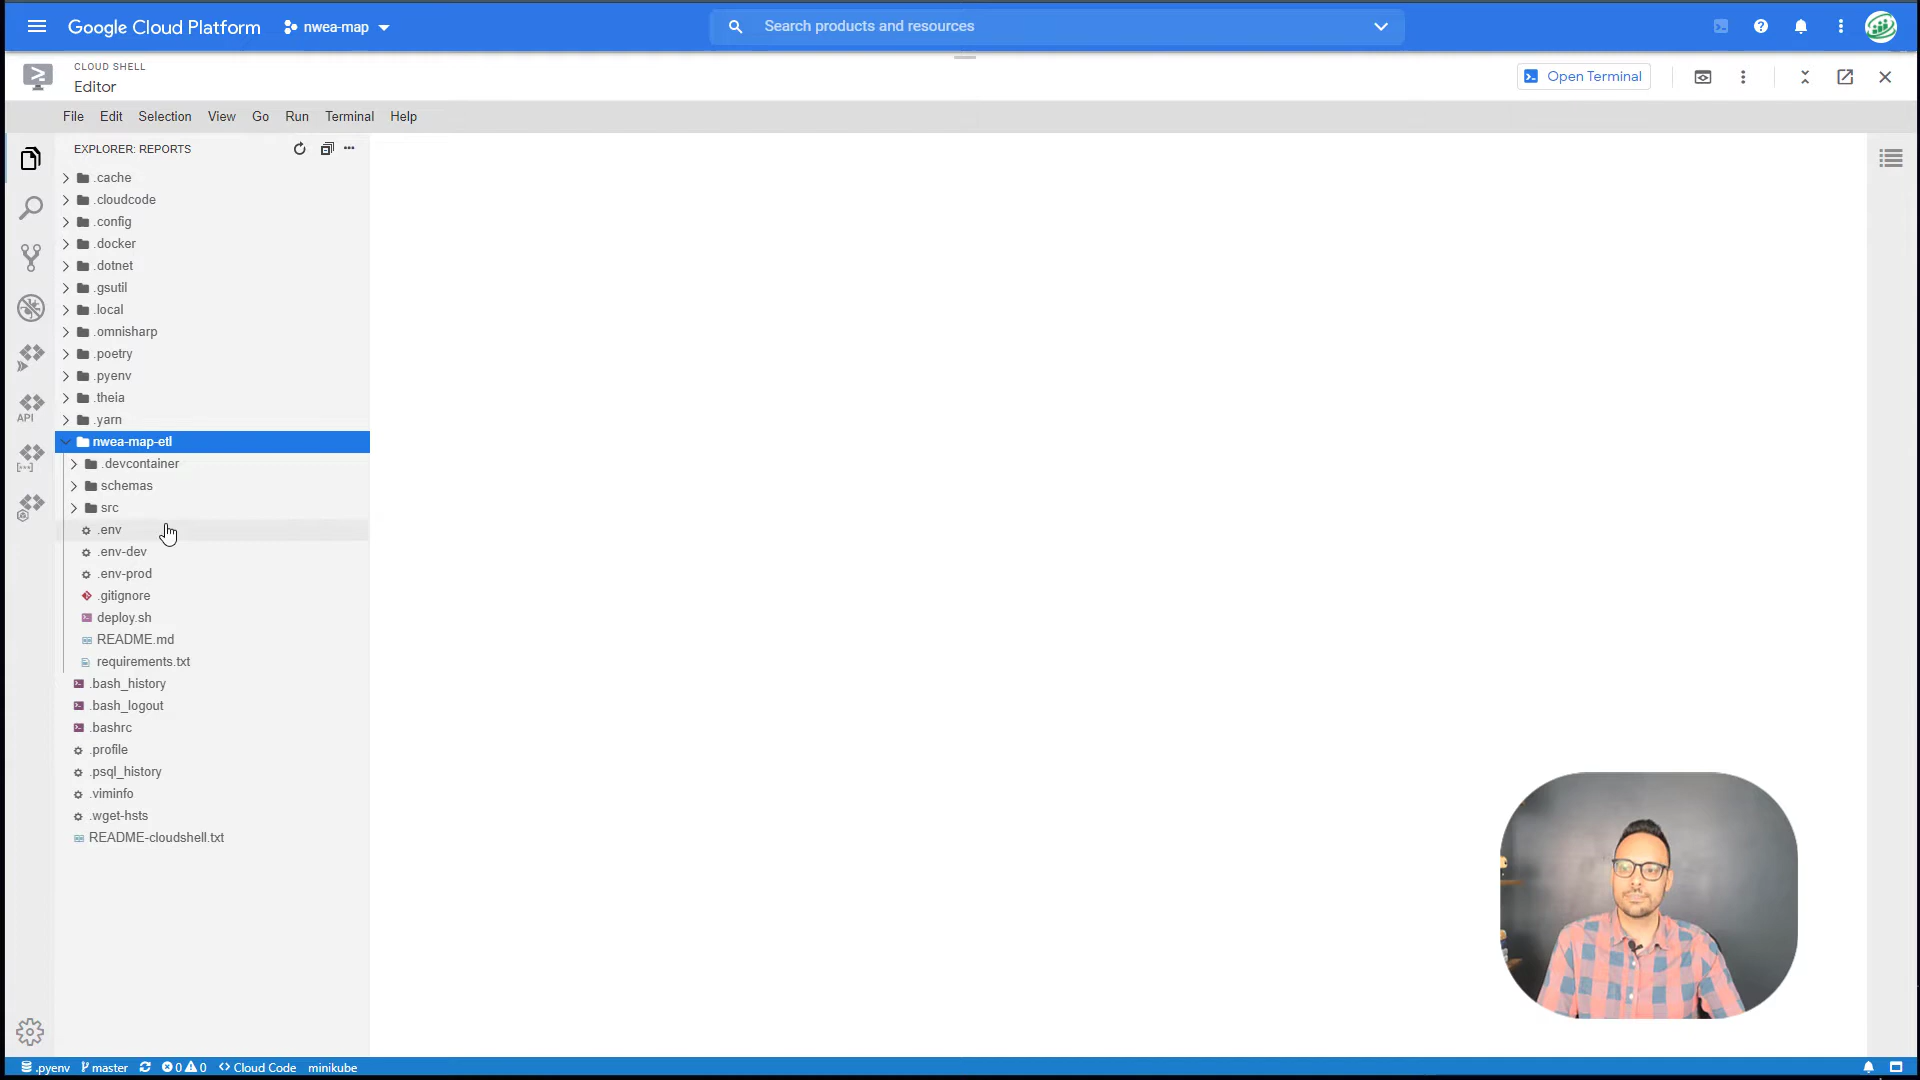 Google Cloud Platform
nwea-map
Search products and resources
CLOUD SHELL
Editor
Open Terminal
File Edit Selection View Go Run Terminal Help
EXPLORER: REPORTS
.cache
.cloudcode
.config
.docker
.dotnet
.gsutil
.local
.omnisharp
.poetry
.pyenv
.theia
.yarn
nwea-map-etl
.devcontainer
schemas
src
.env
.env-dev
.env-prod
.gitignore
deploy.sh
README.md
requirements.txt
.bash_history
.bash_logout
.bashrc
.profile
.psql_history
.viminfo
.wget-hsts
README-cloudshell.txt
API
.pyenv master 0 0 <> Cloud Code minikube